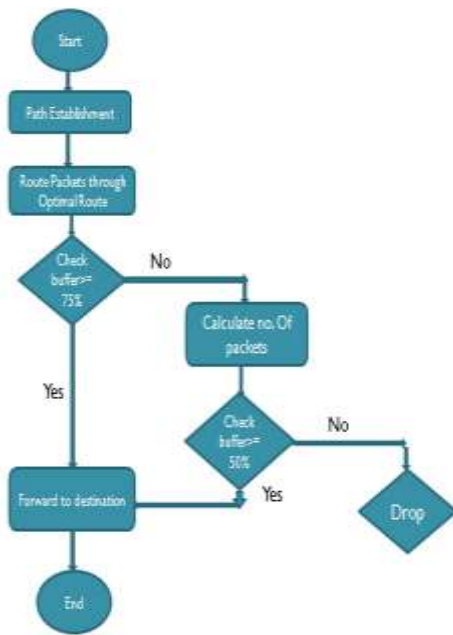 Start
Path Establishment
Route Packets through
Optimal Route
Check
buffer>=
75%
No
Calculate no. Of
packets
Yes
Check
buffer>=
50%
No
Yes
Forward to destination
Drop
End